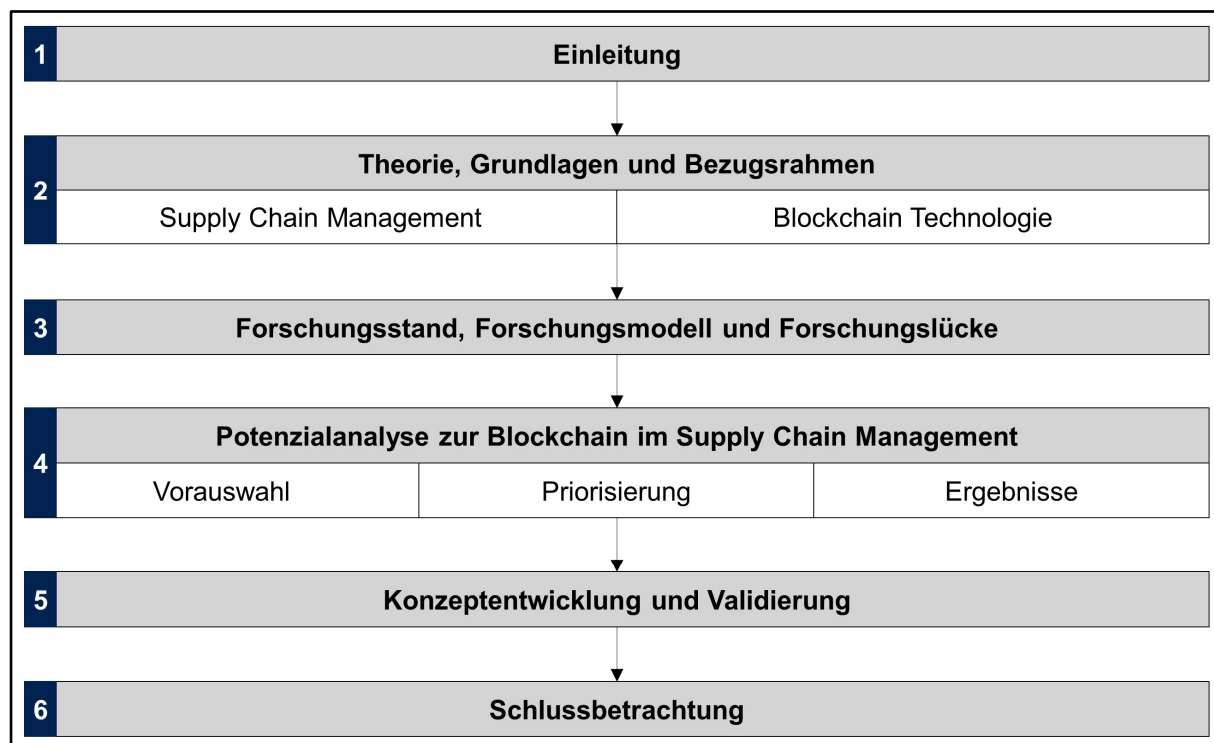 1 Einleitung
2 Theorie, Grundlagen und Bezugsrahmen
Supply Chain Management Blockchain Technologie
3 Forschungsstand, Forschungsmodell und Forschungslücke
4 Potenzialanalyse zur Blockchain im Supply Chain Management
Vorauswahl Priorisierung Ergebnisse
5 Konzeptentwicklung und Validierung
6 Schlussbetrachtung